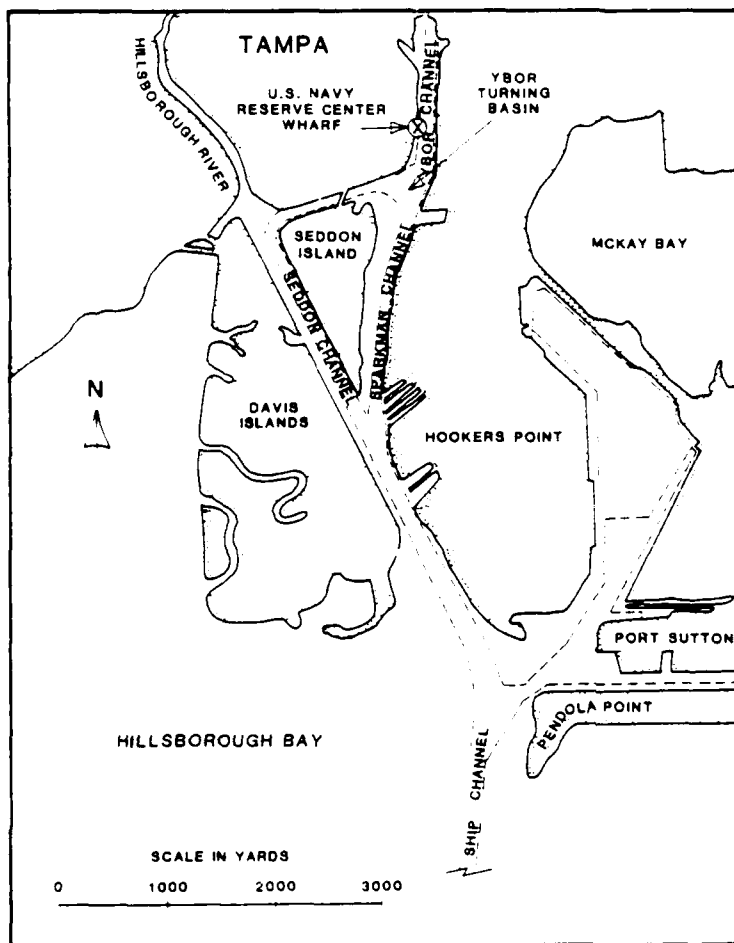 TAMPA
HILLSBOROUGH RIVER
U.S. NAVY
RESERVE CENTER
WHARF
YBOR CHANNEL
YBOR
TURNING
BASIN
SEDDON
ISLAND
MCKAY BAY
SEDDON CHANNEL
SPARKMAN CHANNEL
N
DAVIS
ISLANDS
HOOKERS POINT
PORT SUTTON
PENDOLA POINT
HILLSBOROUGH BAY
SHIP CHANNEL
SCALE IN YARDS
0 1000 2000 3000